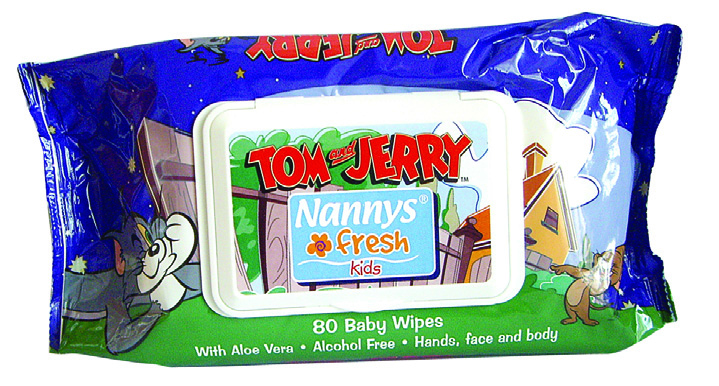 TOM and JERRY
TOM and JERRY™
Nannys®
fresh
kids
80 Baby Wipes
With Aloe Vera • Alcohol Free • Hands, face and body